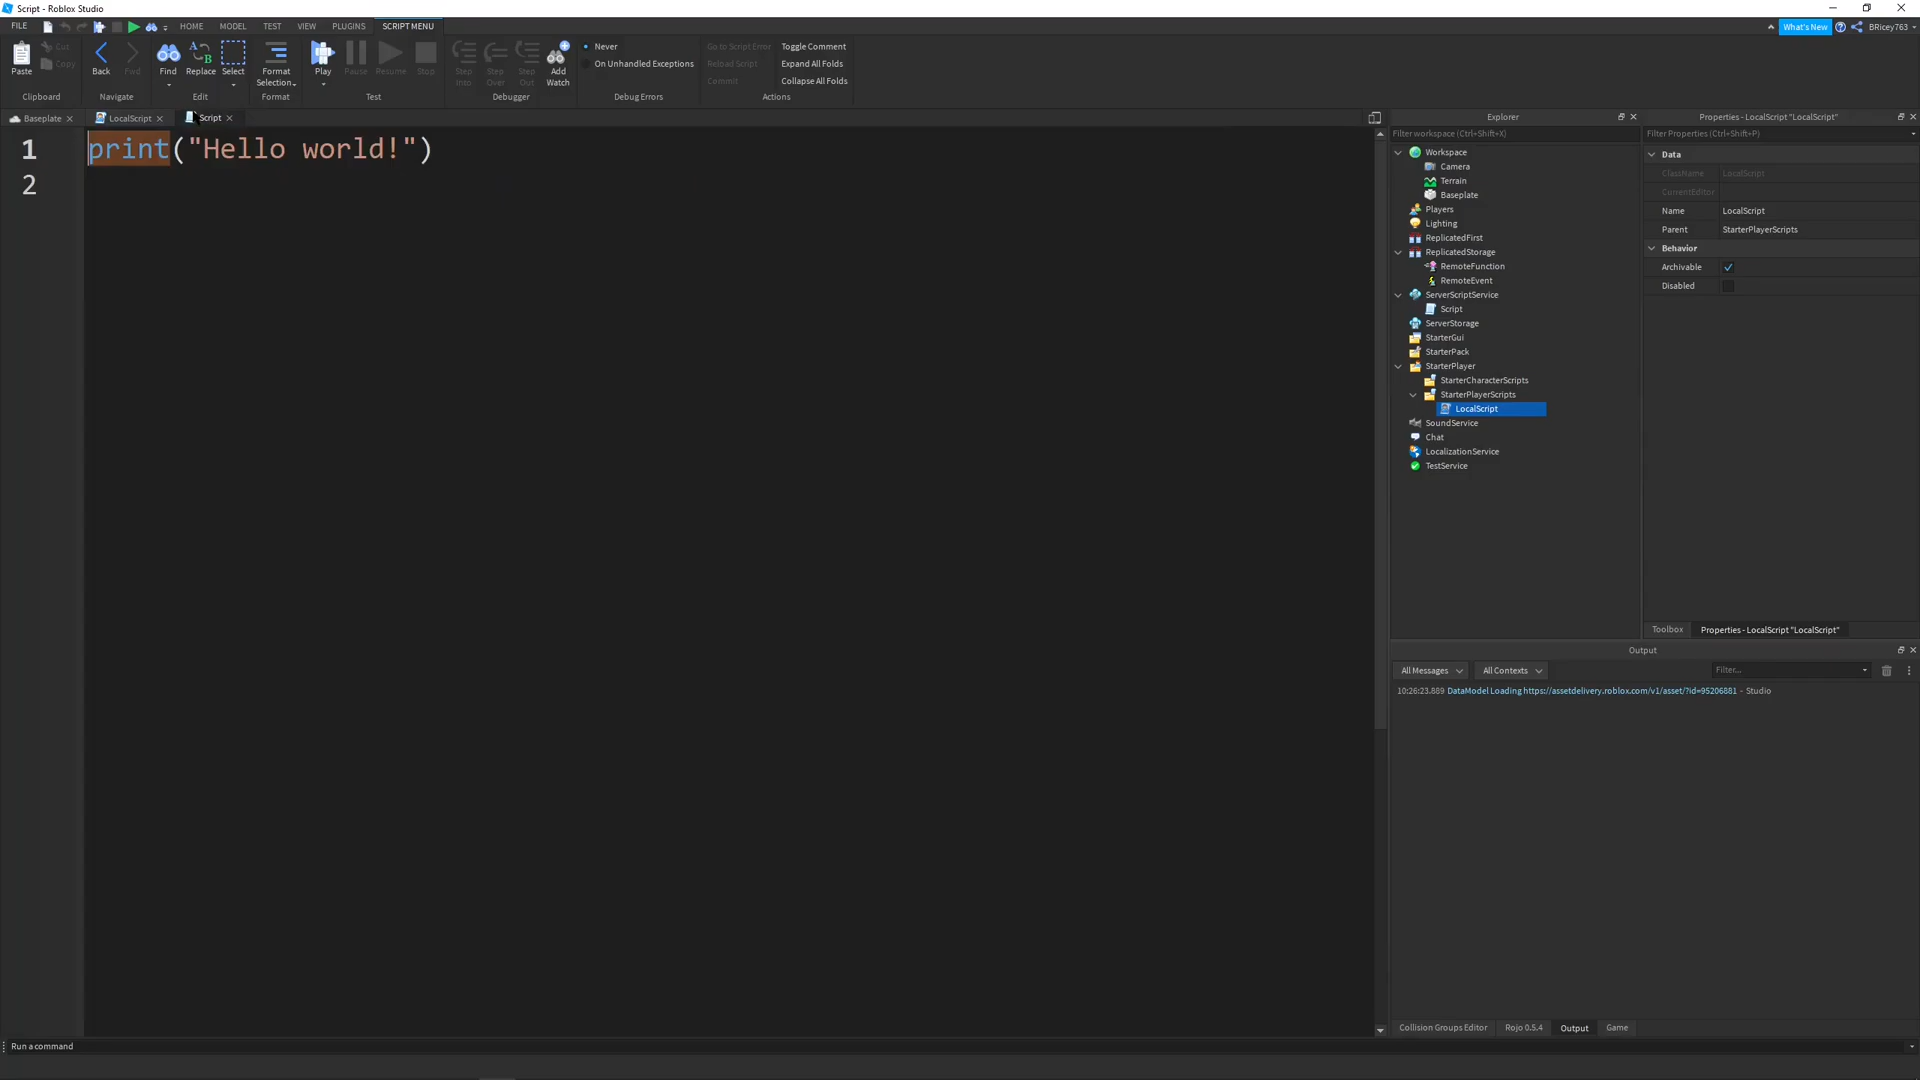 Script - Roblox Studio
FILE HOME MODEL TEST VIEW PLUGINS SCRIPT MENU What's New BRicey763
Paste Cut Copy Back Find Find Replace Select Format Selection Play Pause Resume Stop Step Into Step Over Step Out Add Watch Never On Unhandled Exceptions Go to Script Error Reload Script Commit Toggle Comment Expand All Folds Collapse All Folds
Clipboard Navigate Edit Format Test Debugger Debug Errors Actions
Baseplate LocalScript Script
1 print("Hello world!")
2
Explorer
Filter workspace (Ctrl+Shift+X)
Workspace
Camera
Terrain
Baseplate
Players
Lighting
ReplicatedFirst
ReplicatedStorage
RemoteFunction
RemoteEvent
ServerScriptService
Script
ServerStorage
StarterGui
StarterPack
StarterPlayer
StarterCharacterScripts
StarterPlayerScripts
LocalScript
SoundService
Chat
LocalizationService
TestService
Properties - LocalScript "LocalScript"
Filter Properties (Ctrl+Shift+P)
Data
ClassName LocalScript
CurrentEditor
Name LocalScript
Parent StarterPlayerScripts
Behavior
Archivable
Disabled
Toolbox Properties - LocalScript "LocalScript"
Output
All Messages All Contexts Filter...
10:26:23.889 DataModel Loading https://assetdelivery.roblox.com/v1/asset/?id=95206881 - Studio
Collision Groups Editor Rojo 0.5.4 Output Game
Run a command